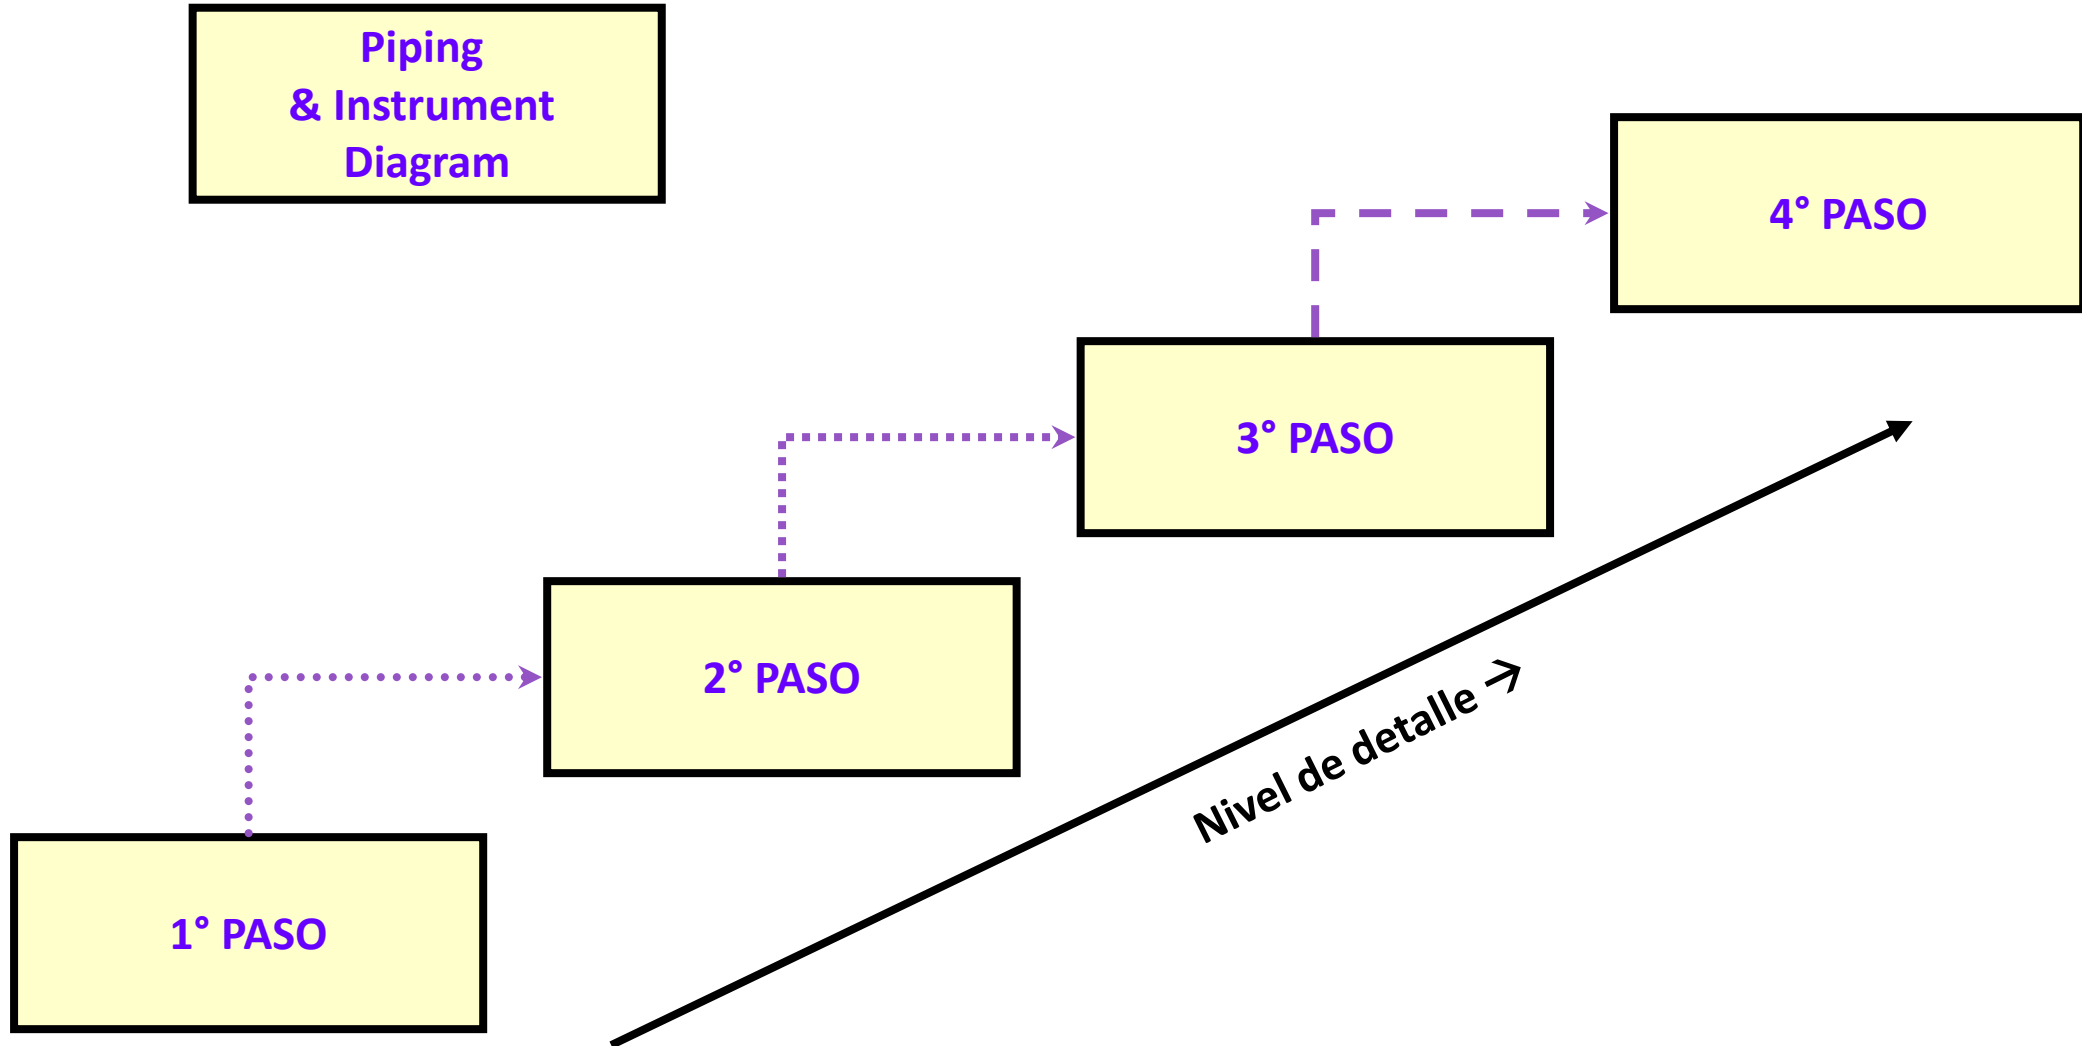 Piping
& Instrument
Diagram
4° PASO
3° PASO
2° PASO
Nivel de detalle →
1° PASO